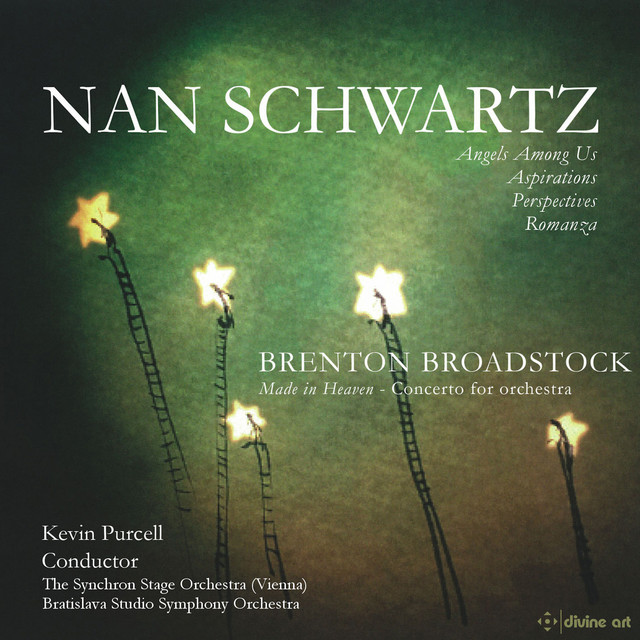 NAN SCHWARTZ
Angels Among Us
Aspirations
Perspectives
Romanza
BRENTON BROADSTOCK
Made in Heaven - Concerto for orchestra
Kevin Purcell
Conductor
The Synchron Stage Orchestra (Vienna)
Bratislava Studio Symphony Orchestra
divine art